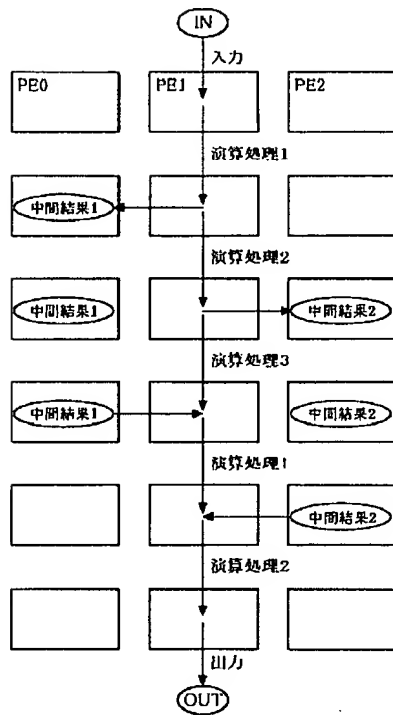 IN
入力
PE0 PE1 PE2
演算処理1
中間結果1
演算処理2
中間結果1 中間結果2
演算処理3
中間結果1 中間結果2
演算処理1
中間結果2
演算処理2
出力
OUT